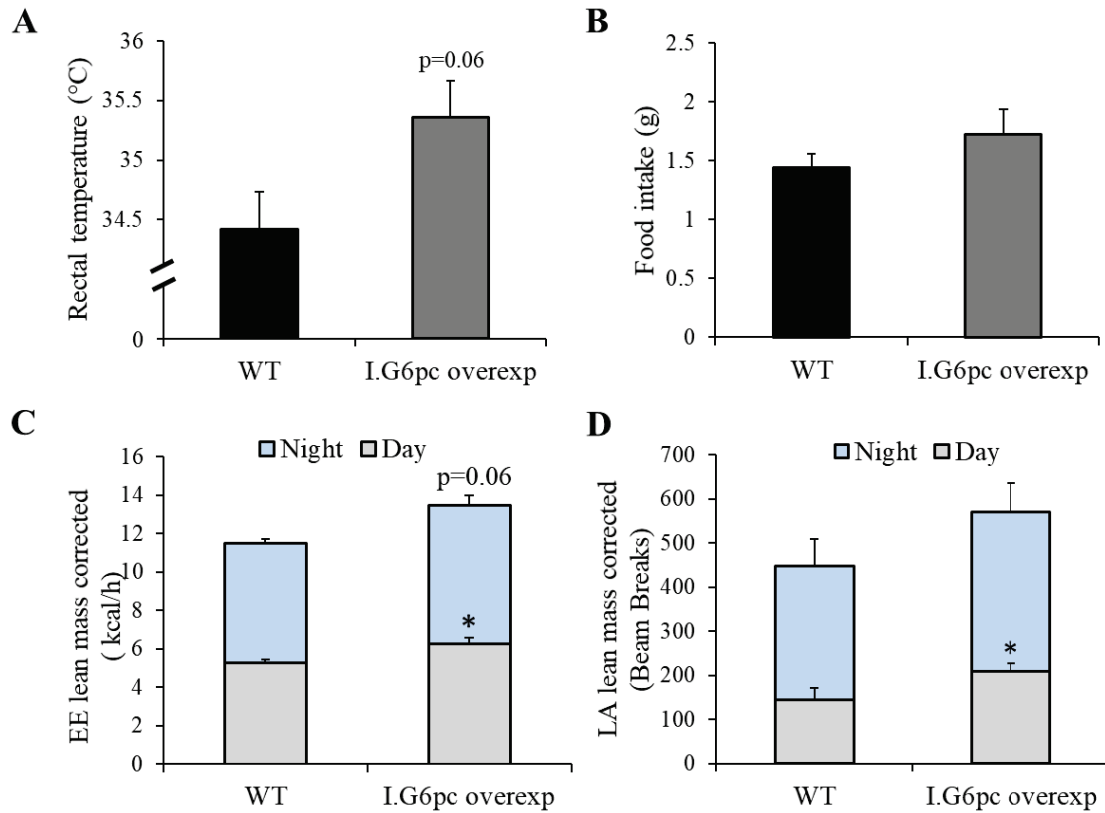 A
Rectal temperature (°C)
36
35.5
35
34.5
0
p=0.06
WT
I.G6pc overexp
B
Food intake (g)
2.5
2
1.5
1
0.5
0
WT
I.G6pc overexp
C
Night
Day
EE lean mass corrected
( kcal/h)
16
14
12
10
8
6
4
2
0
p=0.06
*
WT
I.G6pc overexp
D
Night
Day
LA lean mass corrected
(Beam Breaks)
700
600
500
400
300
200
100
0
*
WT
I.G6pc overexp